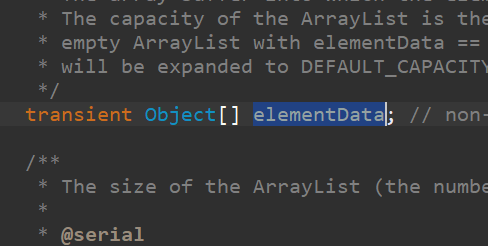 * The capacity of the ArrayList is the
* empty ArrayList with elementData ==
* will be expanded to DEFAULT_CAPACITY
*/
transient Object[] elementData; // non-
/**
* The size of the ArrayList (the numbe
*
* @serial